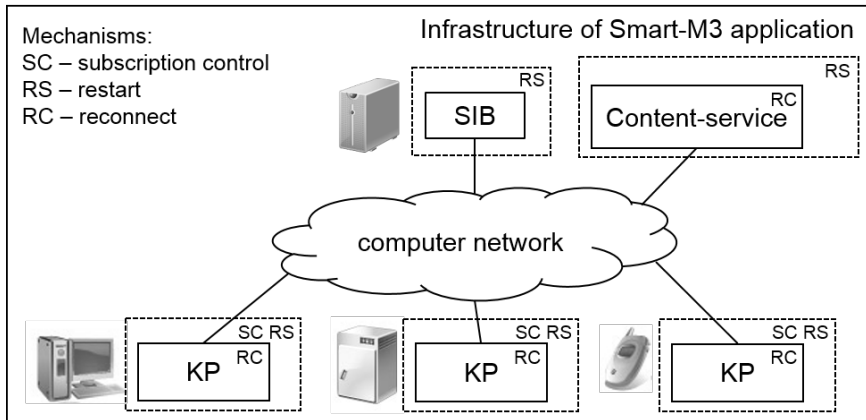 Infrastructure of Smart-M3 application
Mechanisms:
SC – subscription control
RS – restart
RC – reconnect
RS
SIB
RS
RC
Content-service
computer network
SC RS
RC
KP
SC RS
RC
KP
SC RS
RC
KP